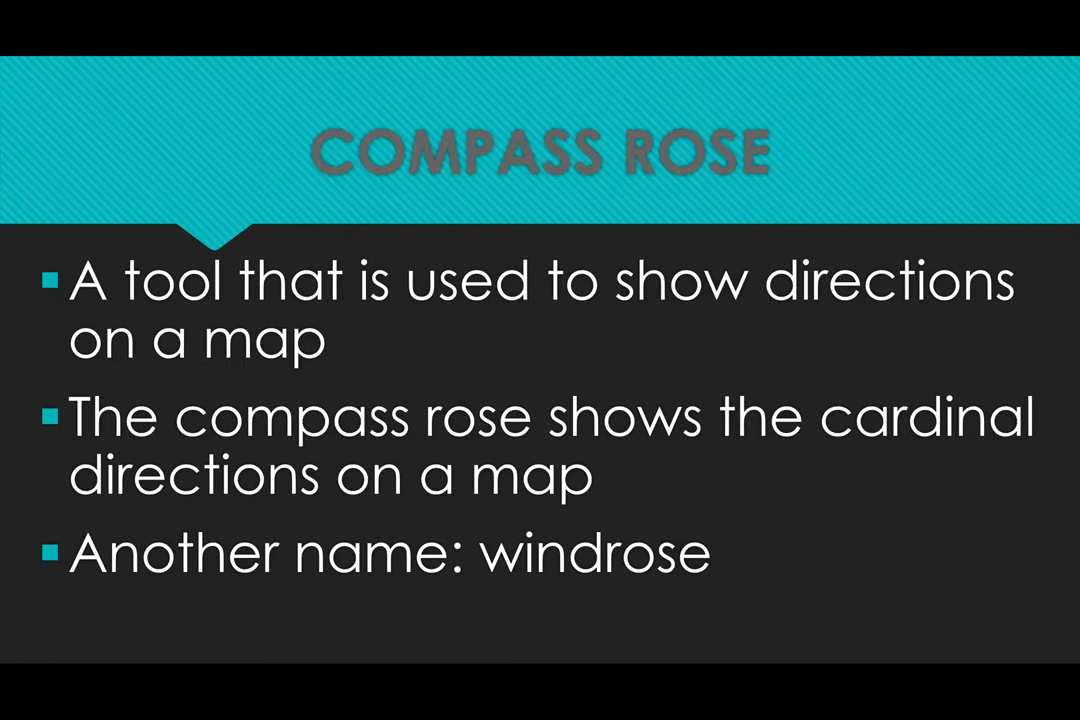 COMPASS ROSE
▪A tool that is used to show directions
on a map
▪The compass rose shows the cardinal
directions on a map
▪Another name: windrose